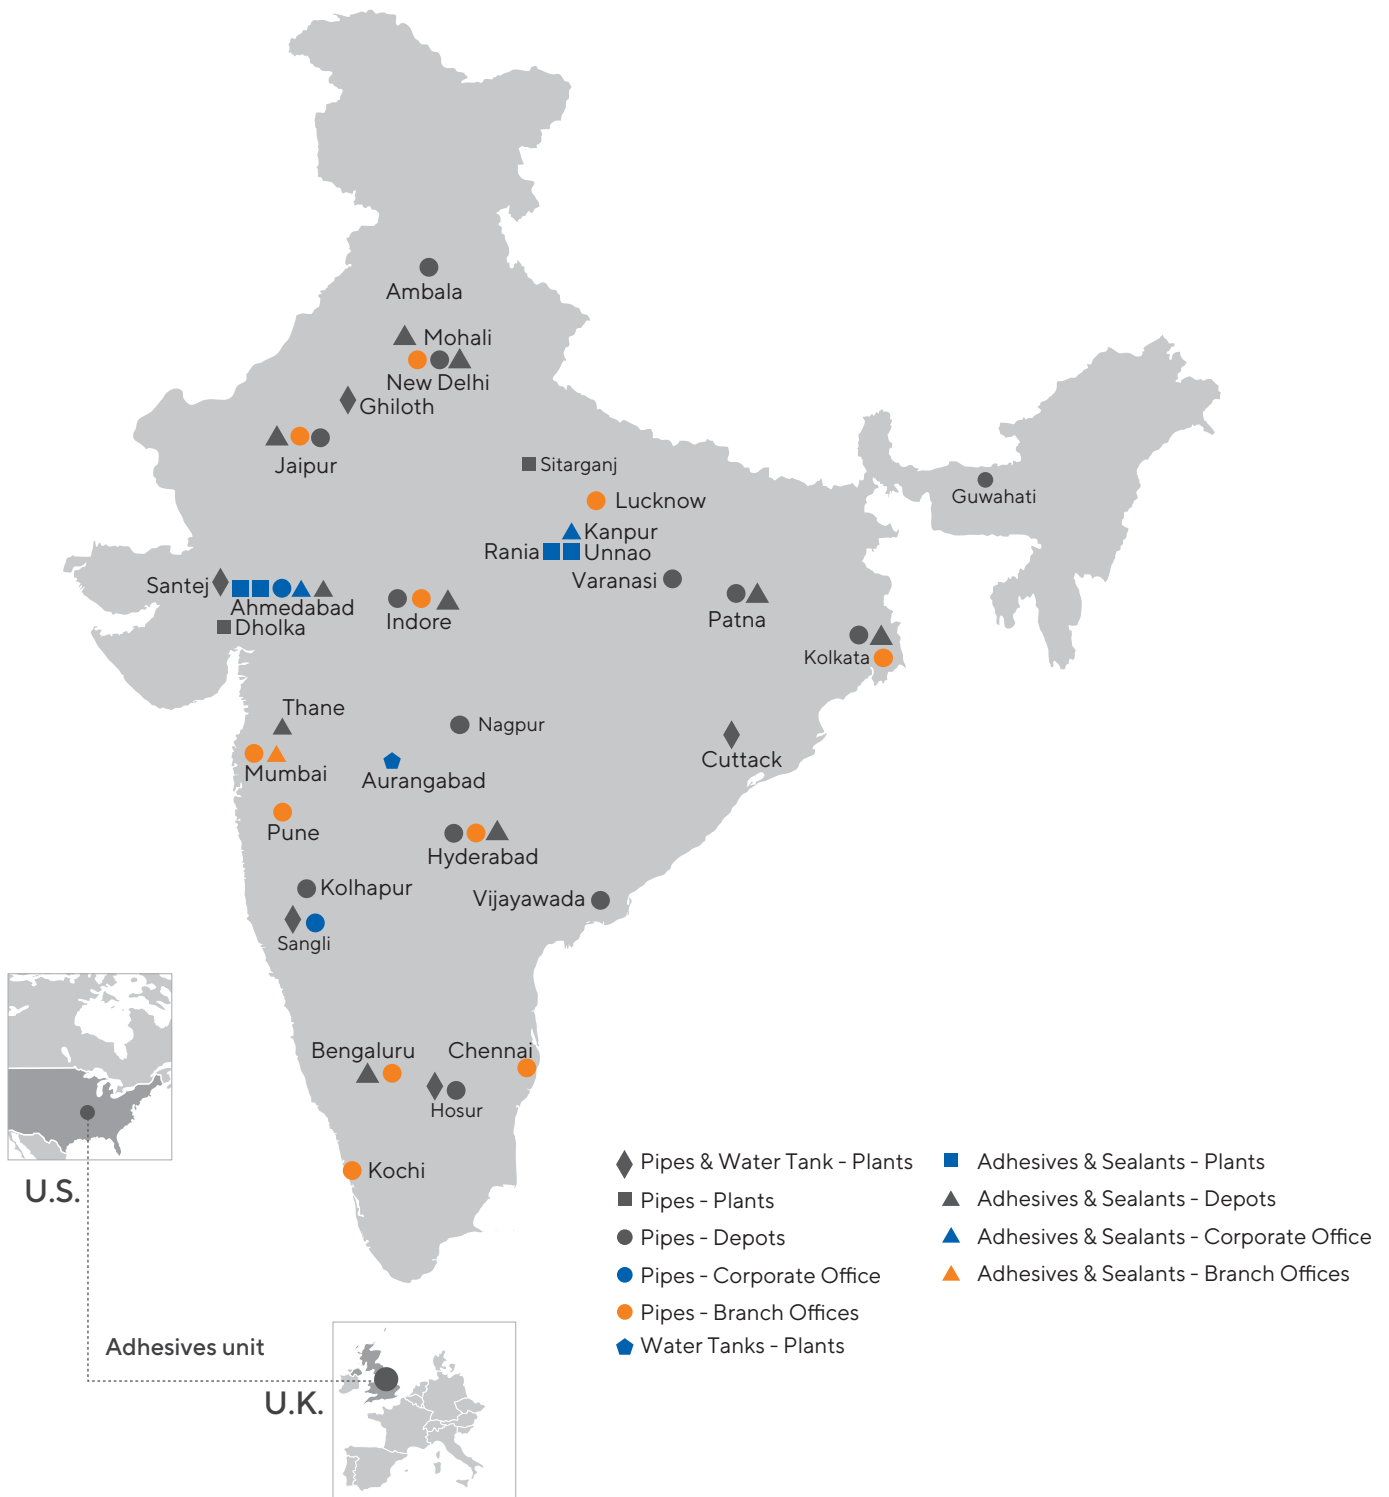 Ambala
Mohali
New Delhi
Ghiloth
Jaipur
Sitarganj
Guwahati
Lucknow
Kanpur
Rania
Unnao
Varanasi
Santej
Ahmedabad
Dholka
Indore
Patna
Kolkata
Thane
Nagpur
Cuttack
Mumbai
Aurangabad
Pune
Hyderabad
Kolhapur
Vijayawada
Sangli
Bengaluru
Chennai
Hosur
Kochi
U.S.
Adhesives unit
U.K.
Pipes & Water Tank - Plants
Pipes - Plants
Pipes - Depots
Pipes - Corporate Office
Pipes - Branch Offices
Water Tanks - Plants
Adhesives & Sealants - Plants
Adhesives & Sealants - Depots
Adhesives & Sealants - Corporate Office
Adhesives & Sealants - Branch Offices